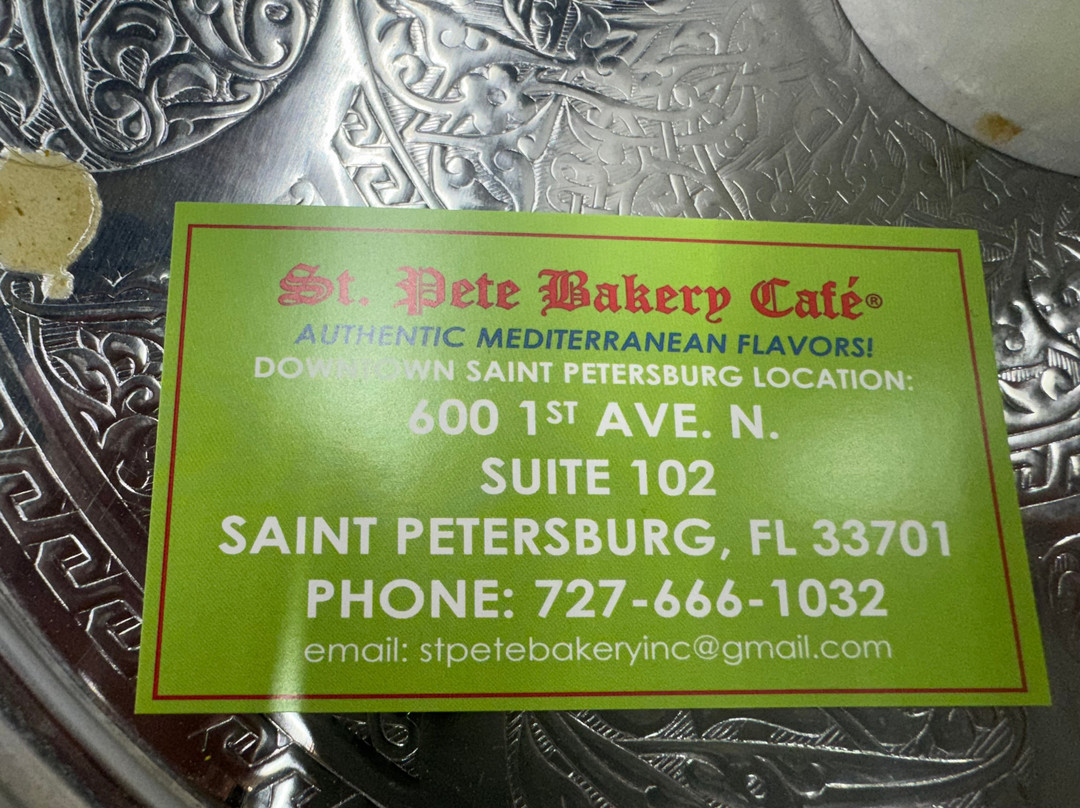 St. Pete Bakery Café®
AUTHENTIC MEDITERRANEAN FLAVORS!
DOWNTOWN SAINT PETERSBURG LOCATION:
600 1ST AVE. N.
SUITE 102
SAINT PETERSBURG, FL 33701
PHONE: 727-666-1032
email: stpetebakeryinc@gmail.com